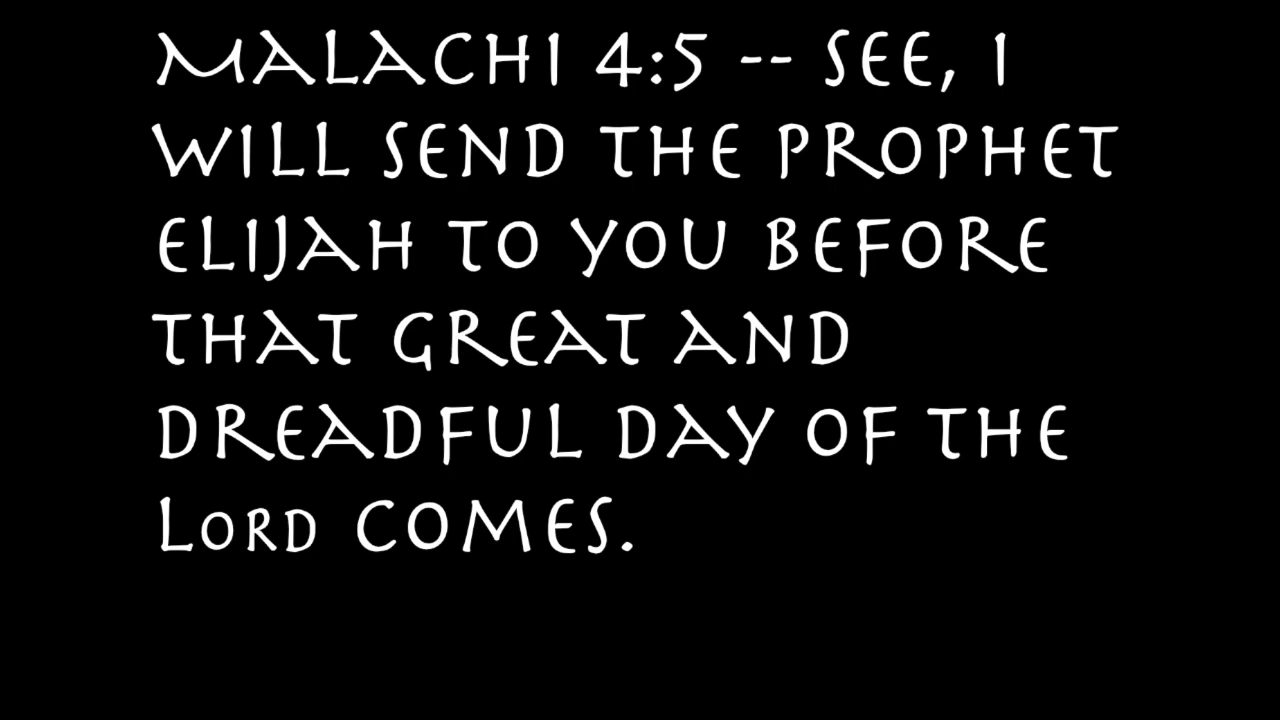 Malachi 4:5 -- See, I
will send the prophet
Elijah to you before
that great and
dreadful day of the
Lord comes.